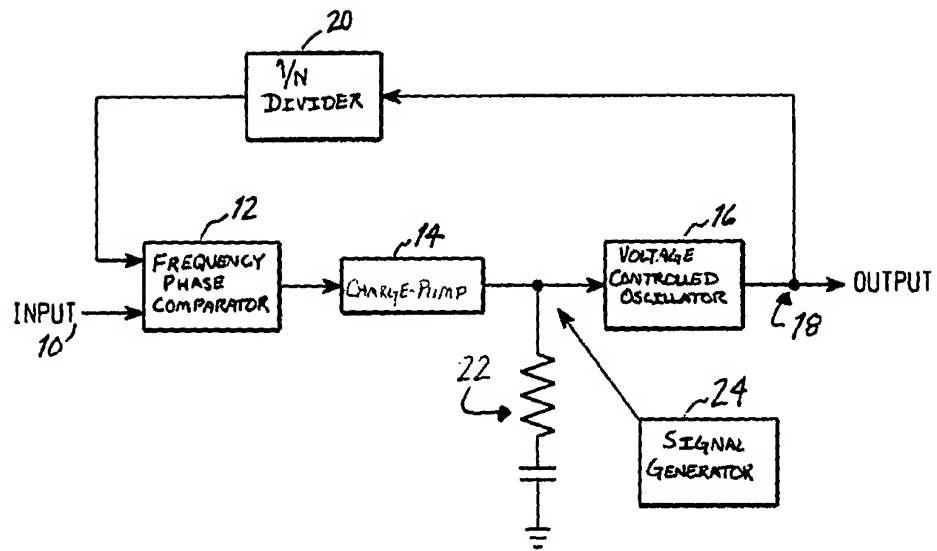 20
1/N
DIVIDER
12
FREQUENCY
PHASE
COMPARATOR
14
CHARGE-PUMP
16
VOLTAGE
CONTROLLED
OSCILLATOR
OUTPUT
18
INPUT
10
22
24
SIGNAL
GENERATOR